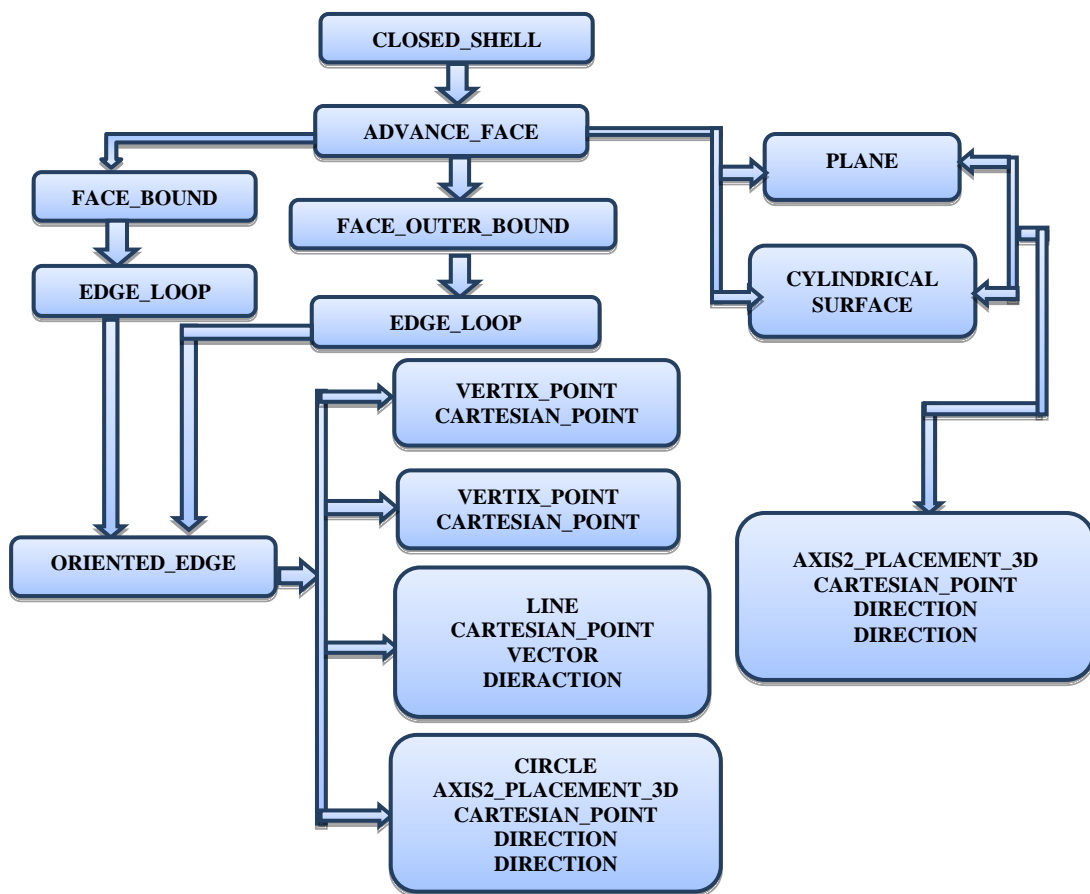 CLOSED_SHELL
ADVANCE_FACE
PLANE
FACE_BOUND
FACE_OUTER_BOUND
EDGE_LOOP
CYLINDRICAL
SURFACE
EDGE_LOOP
VERTIX_POINT
CARTESIAN_POINT
VERTIX_POINT
CARTESIAN_POINT
ORIENTED_EDGE
AXIS2_PLACEMENT_3D
CARTESIAN_POINT
DIRECTION
DIRECTION
LINE
CARTESIAN_POINT
VECTOR
DIERACTION
CIRCLE
AXIS2_PLACEMENT_3D
CARTESIAN_POINT
DIRECTION
DIRECTION